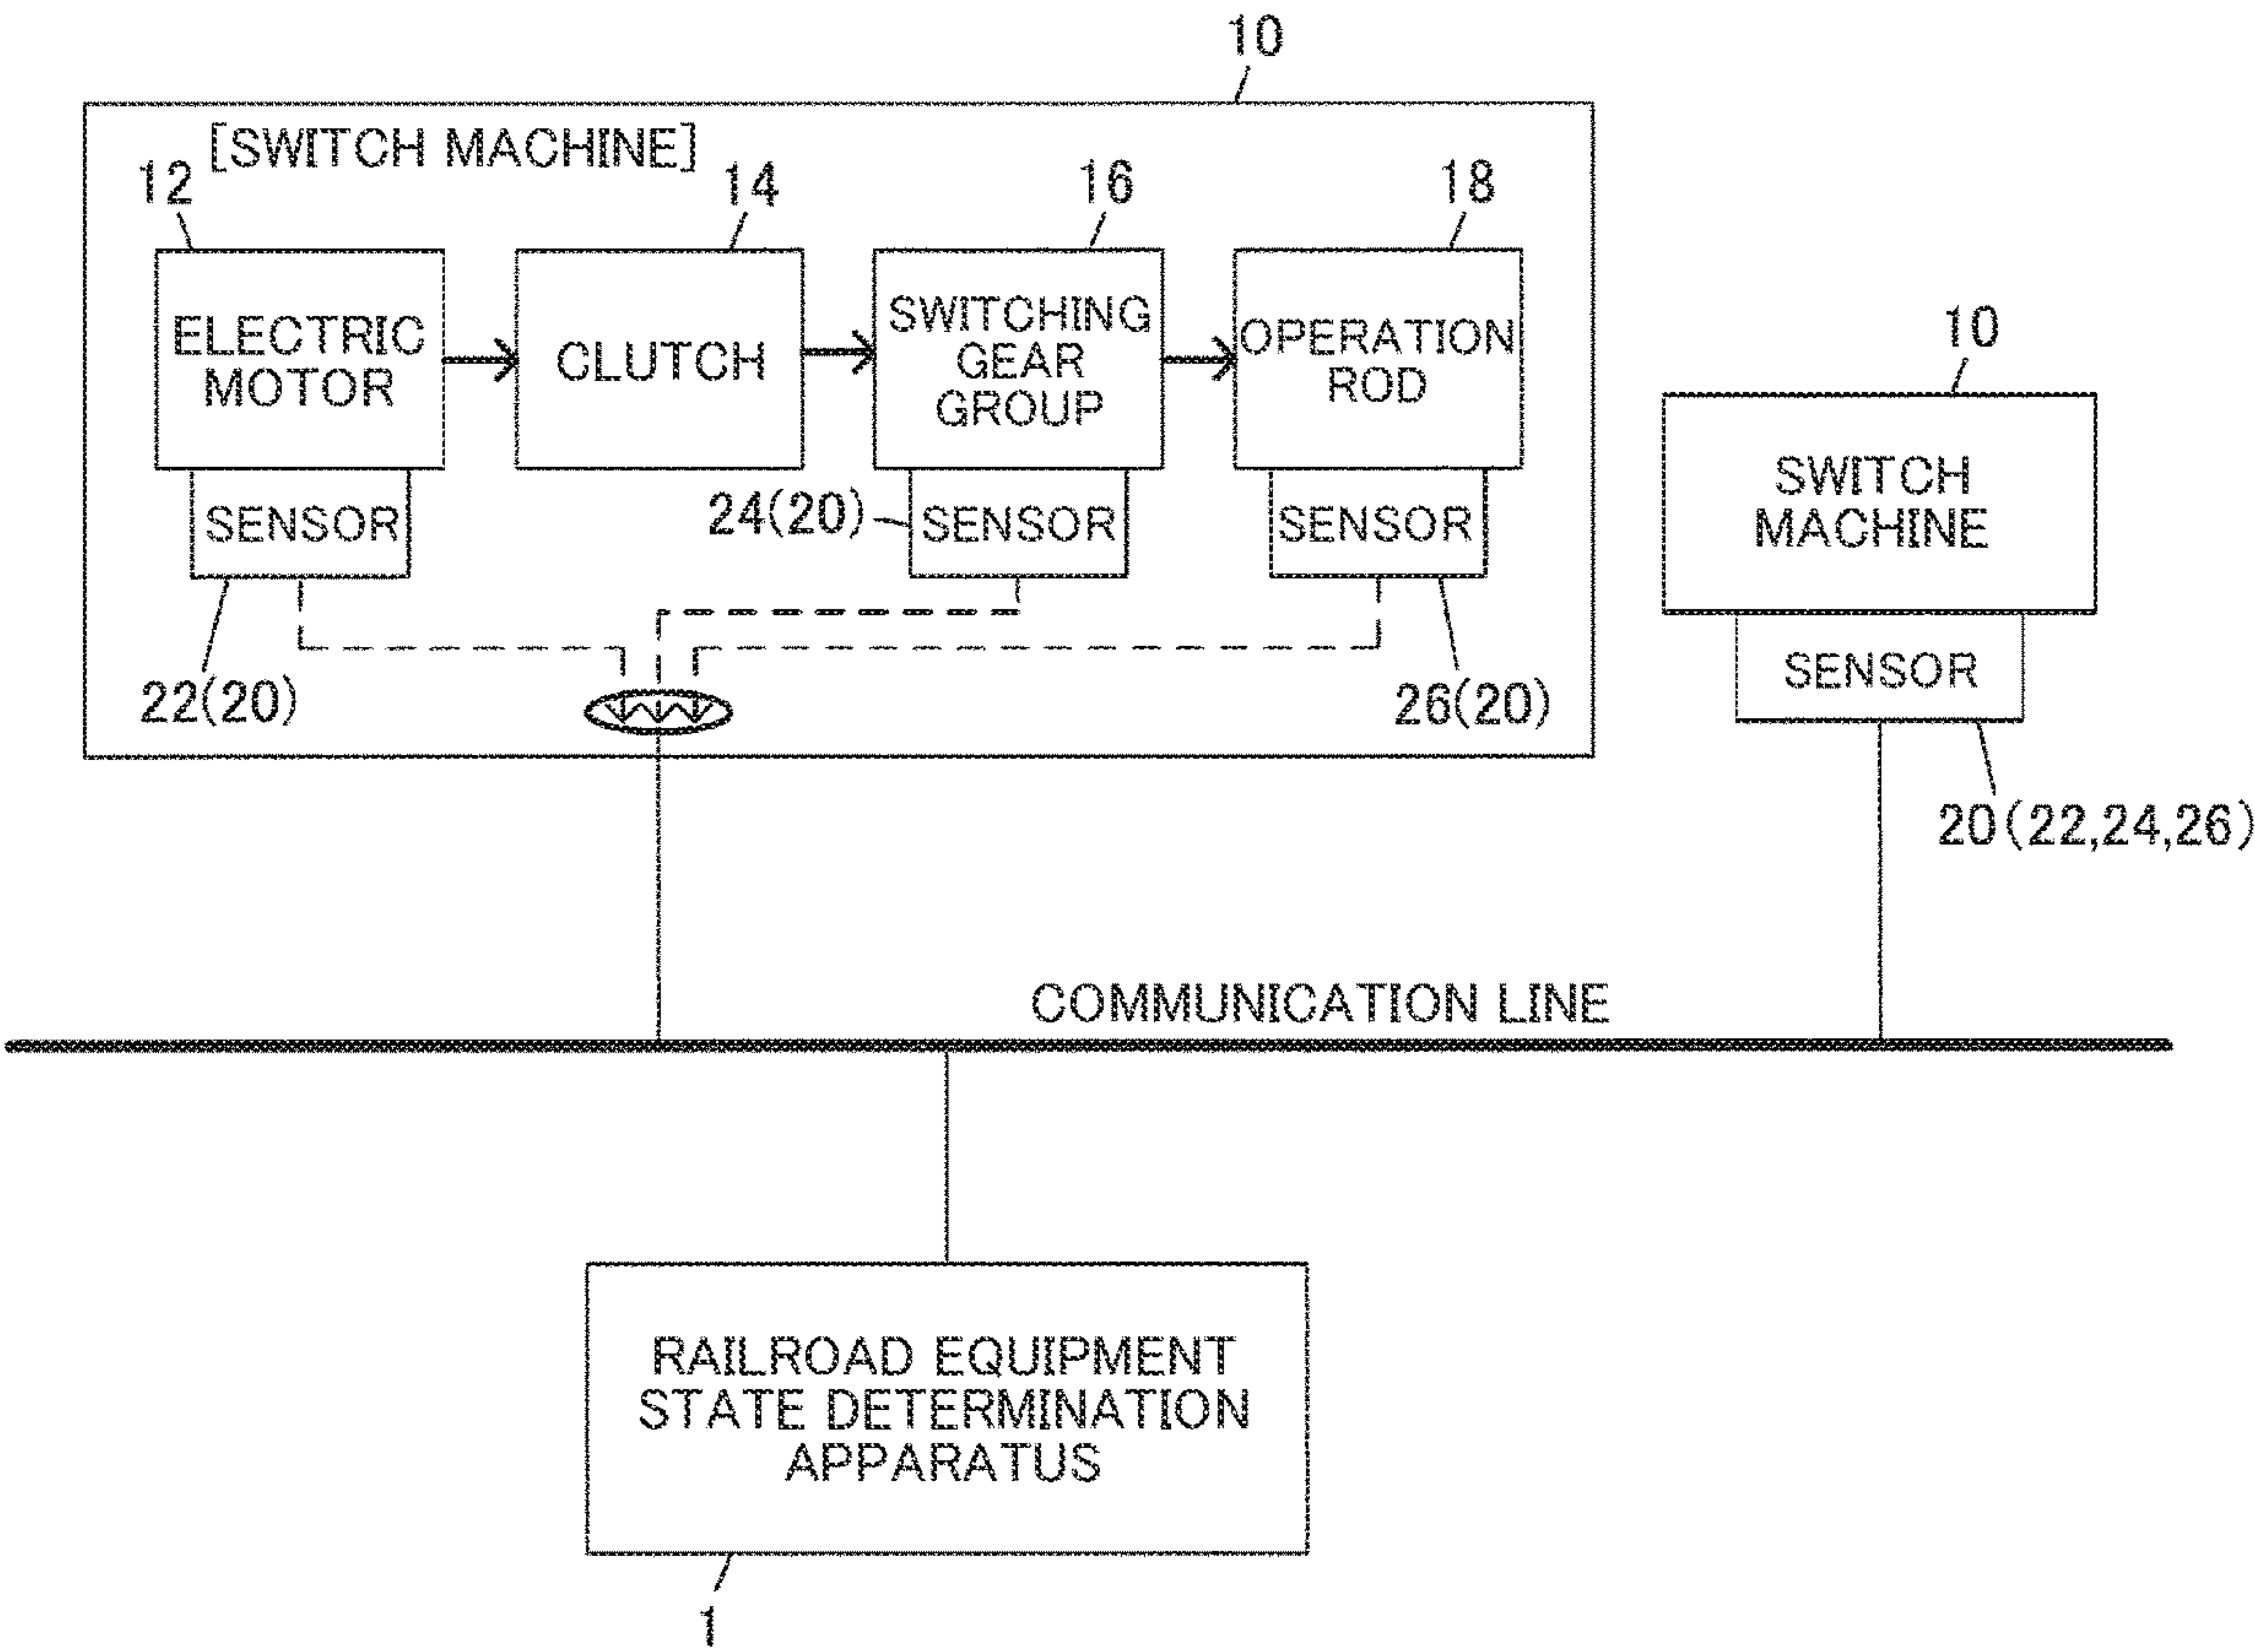 10
[SWITCH MACHINE]
12
14
16
18
ELECTRIC
MOTOR
CLUTCH
SWITCHING
GEAR
GROUP
OPERATION
ROD
10
SWITCH
MACHINE
SENSOR
24(20)
SENSOR
SENSOR
SENSOR
22(20)
26(20)
20(22,24,26)
COMMUNICATION LINE
RAILROAD EQUIPMENT
STATE DETERMINATION
APPARATUS
1